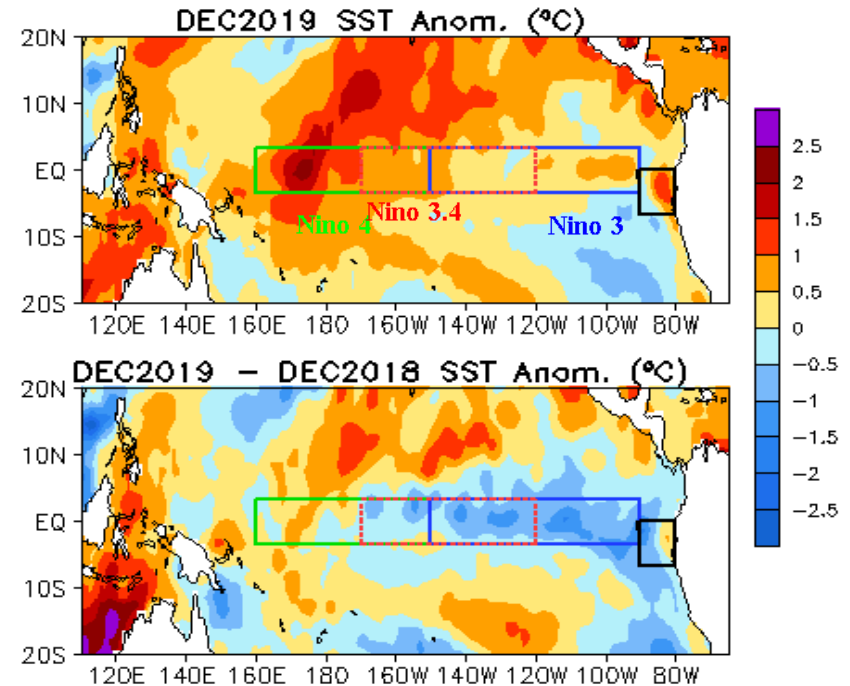 DEC2019 SST Anom. (°C)
20N
10N
EQ
10S
20S
Nino 4
Nino 3.4
Nino 3
120E 140E 160E 180 160W 140W 120W 100W 80W
DEC2019 – DEC2018 SST Anom. (°C)
20N
10N
EQ
10S
20S
120E 140E 160E 180 160W 140W 120W 100W 80W
2.5
2
1.5
1
0.5
0
−0.5
−1
−1.5
−2
−2.5